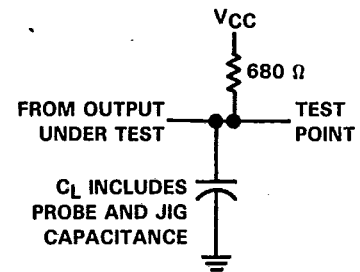 VCC
680 Ω
FROM OUTPUT
UNDER TEST
TEST
POINT
CL INCLUDES
PROBE AND JIG
CAPACITANCE